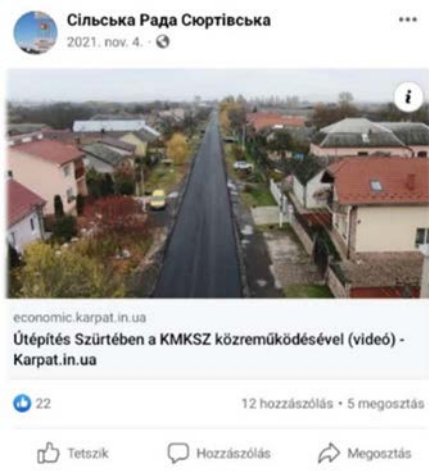 Сільська Рада Сюртівська
2021. nov. 4. ·
i
economic.karpat.in.ua
Útépítés Szürtében a KMKSZ közreműködésével (videó) -
Karpat.in.ua
22
12 hozzászólás • 5 megosztás
Tetszik
Hozzászólás
Megosztás